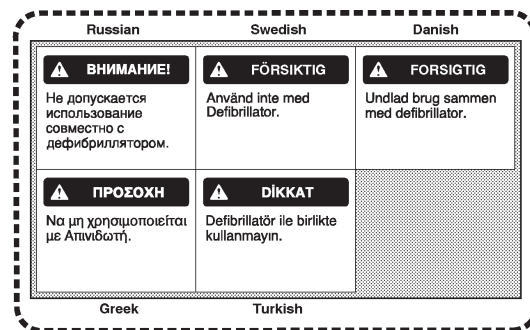 Russian
Swedish
Danish
ВНИМАНИЕ!
Не допускается
использование
совместно с
дефибриллятором.
FÖRSIKTIG
Använd inte med
Defibrillator.
FORSIGTIG
Undlad brug sammen
med defibrillator.
ΠΡΟΣΟΧΗ
Να μη χρησιμοποιείται
με Απινιδωτή.
DİKKAT
Defibrillatör ile birlikte
kullanmayın.
Greek
Turkish